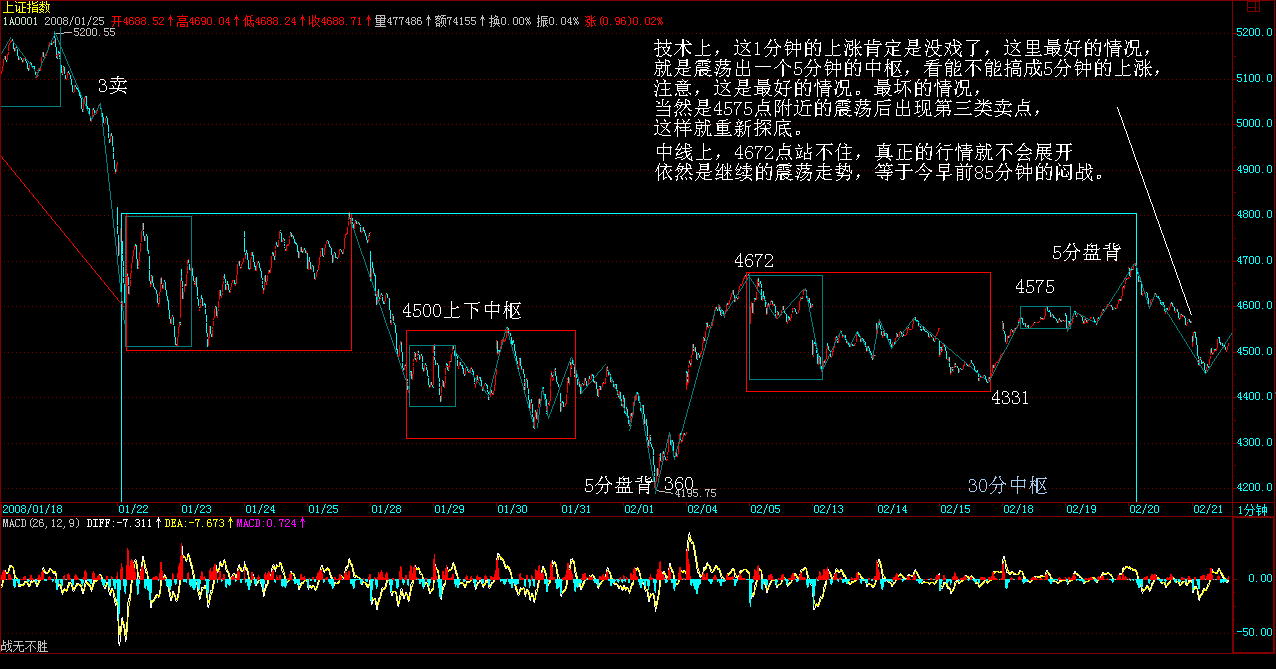 上证指数
1A0001 2008/01/25 开4688.52↑高4690.04↑低4688.24↑收4688.71↑量477486↑额74155↑换0.00% 振0.04% 涨(0.96)0.02%
5200.55
5200.0
3卖
5100.0
5000.0
4900.0
4800.0
4700.0
4600.0
4500.0
4400.0
4300.0
4200.0
技术上，这1分钟的上涨肯定是没戏了，这里最好的情况，
就是震荡出一个5分钟的中枢，看能不能搞成5分钟的上涨，
注意，这是最好的情况。最坏的情况，
当然是4575点附近的震荡后出现第三类卖点，
这样就重新探底。
中线上，4672点站不住，真正的行情就不会展开
依然是继续的震荡走势，等于今早前85分钟的闷战。
4672
5分盘背
4575
4500上下中枢
4331
5分盘背 360
4195.75
30分中枢
2008/01/18 01/22 01/23 01/24 01/25 01/28 01/29 01/30 01/31 02/01 02/04 02/05 02/13 02/14 02/15 02/18 02/19 02/20 02/21 1分钟
MACD(26,12,9) DIFF:-7.311↑DEA:-7.673↑MACD:0.724↑
0.00
-50.00
战无不胜